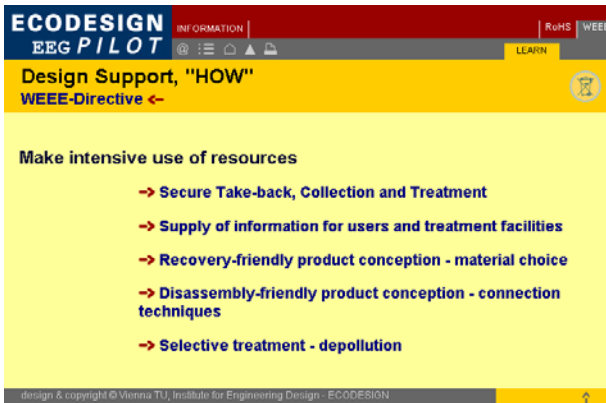 ECODESIGN INFORMATION RoHS WEEE
EEG PILOT @ LEARN
Design Support, "HOW"
WEEE-Directive <-
Make intensive use of resources
-> Secure Take-back, Collection and Treatment
-> Supply of information for users and treatment facilities
-> Recovery-friendly product conception - material choice
-> Disassembly-friendly product conception - connection
techniques
-> Selective treatment - depollution
design & copyright © Vienna TU, Institute for Engineering Design - ECODESIGN